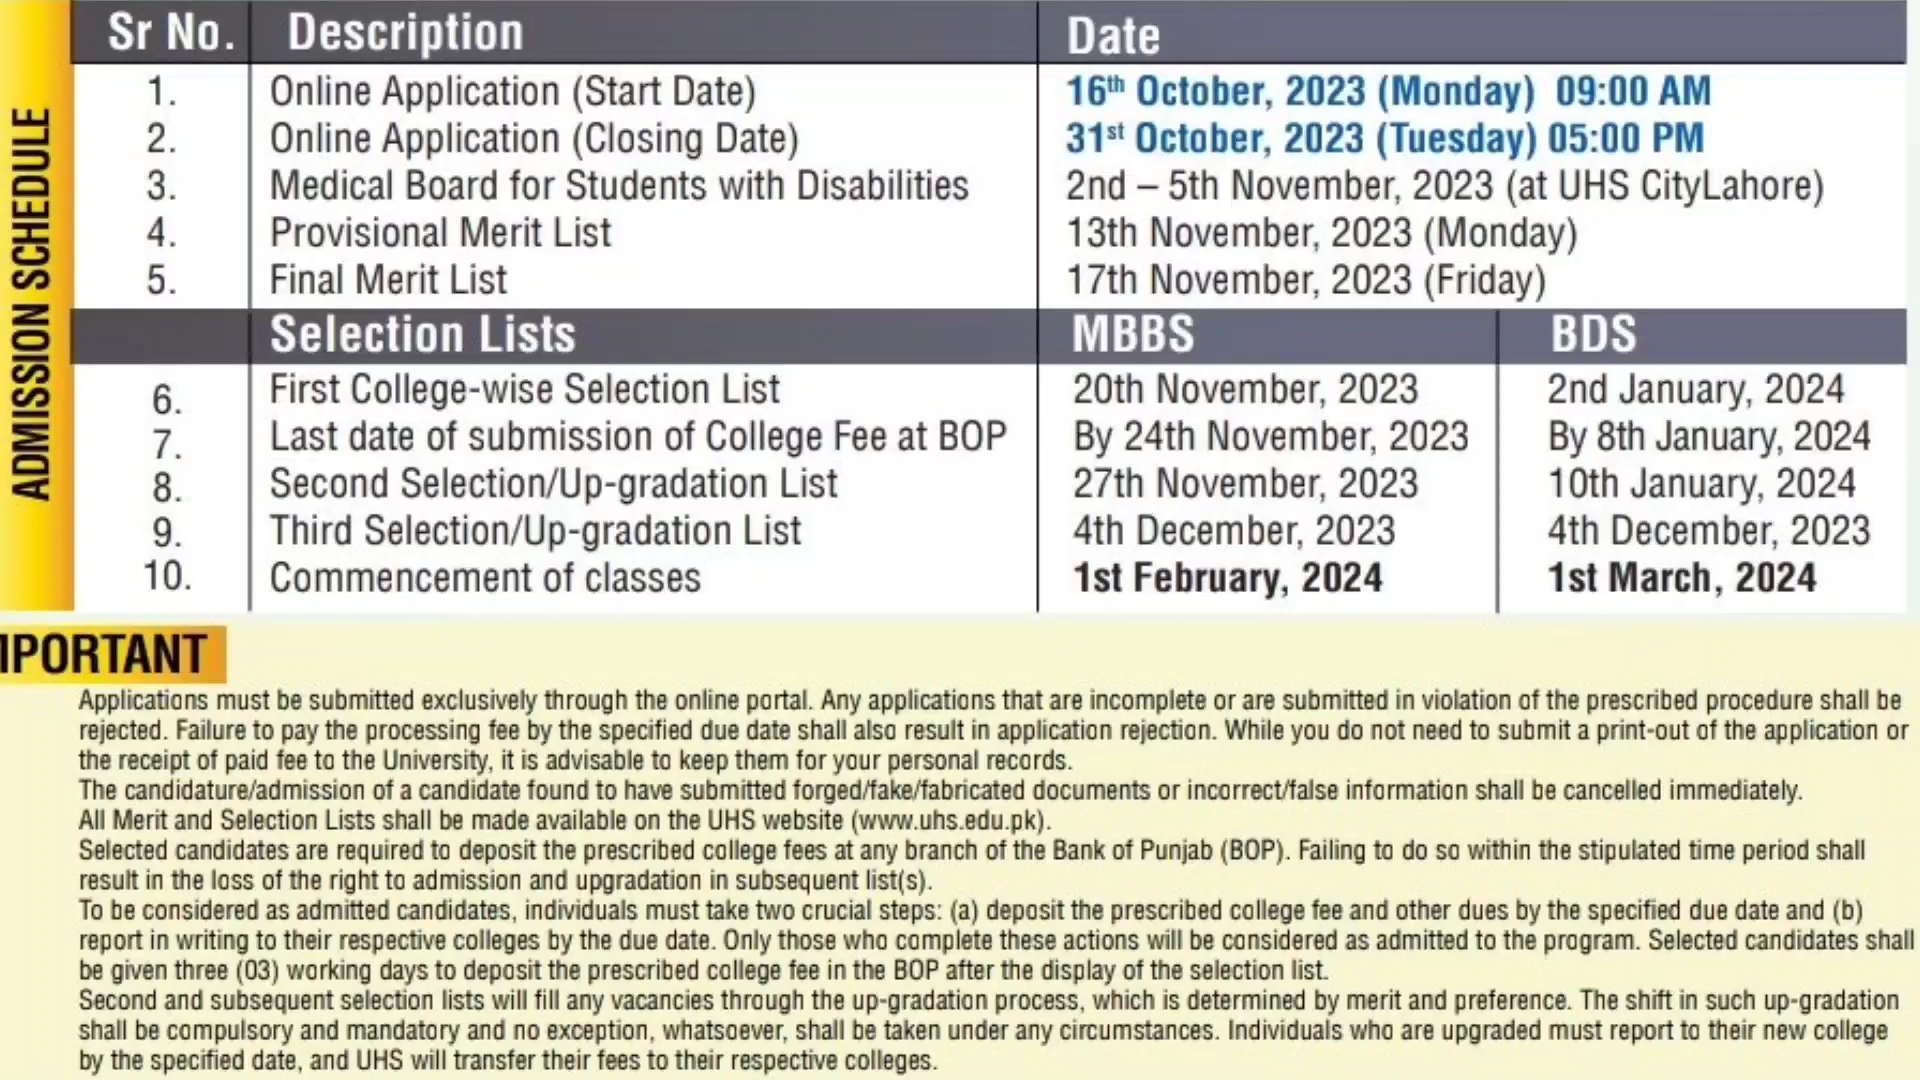 ADMISSION SCHEDULE
Sr No. Description Date
1. Online Application (Start Date) 16th October, 2023 (Monday) 09:00 AM
2. Online Application (Closing Date) 31st October, 2023 (Tuesday) 05:00 PM
3. Medical Board for Students with Disabilities 2nd – 5th November, 2023 (at UHS CityLahore)
4. Provisional Merit List 13th November, 2023 (Monday)
5. Final Merit List 17th November, 2023 (Friday)
Selection Lists MBBS BDS
6. First College-wise Selection List 20th November, 2023 2nd January, 2024
7. Last date of submission of College Fee at BOP By 24th November, 2023 By 8th January, 2024
8. Second Selection/Up-gradation List 27th November, 2023 10th January, 2024
9. Third Selection/Up-gradation List 4th December, 2023 4th December, 2023
10. Commencement of classes 1st February, 2024 1st March, 2024
MPORTANT
Applications must be submitted exclusively through the online portal. Any applications that are incomplete or are submitted in violation of the prescribed procedure shall be
rejected. Failure to pay the processing fee by the specified due date shall also result in application rejection. While you do not need to submit a print-out of the application or
the receipt of paid fee to the University, it is advisable to keep them for your personal records.
The candidature/admission of a candidate found to have submitted forged/fake/fabricated documents or incorrect/false information shall be cancelled immediately.
All Merit and Selection Lists shall be made available on the UHS website (www.uhs.edu.pk).
Selected candidates are required to deposit the prescribed college fees at any branch of the Bank of Punjab (BOP). Failing to do so within the stipulated time period shall
result in the loss of the right to admission and upgradation in subsequent list(s).
To be considered as admitted candidates, individuals must take two crucial steps: (a) deposit the prescribed college fee and other dues by the specified due date and (b)
report in writing to their respective colleges by the due date. Only those who complete these actions will be considered as admitted to the program. Selected candidates shall
be given three (03) working days to deposit the prescribed college fee in the BOP after the display of the selection list.
Second and subsequent selection lists will fill any vacancies through the up-gradation process, which is determined by merit and preference. The shift in such up-gradation
shall be compulsory and mandatory and no exception, whatsoever, shall be taken under any circumstances. Individuals who are upgraded must report to their new college
by the specified date, and UHS will transfer their fees to their respective colleges.